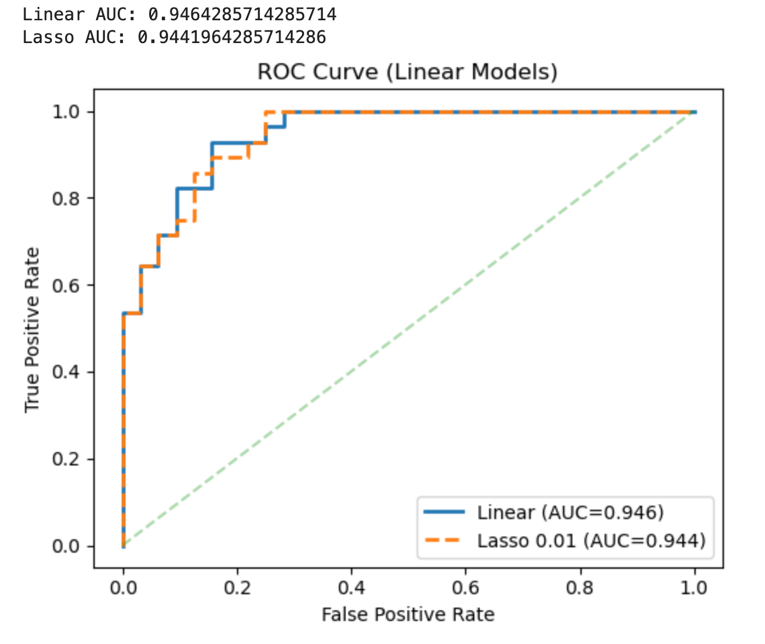 Linear AUC: 0.9464285714285714
Lasso AUC: 0.9441964285714286
ROC Curve (Linear Models)
True Positive Rate
1.0
0.8
0.6
0.4
0.2
0.0
Linear (AUC=0.946)
Lasso 0.01 (AUC=0.944)
0.0 0.2 0.4 0.6 0.8 1.0
False Positive Rate